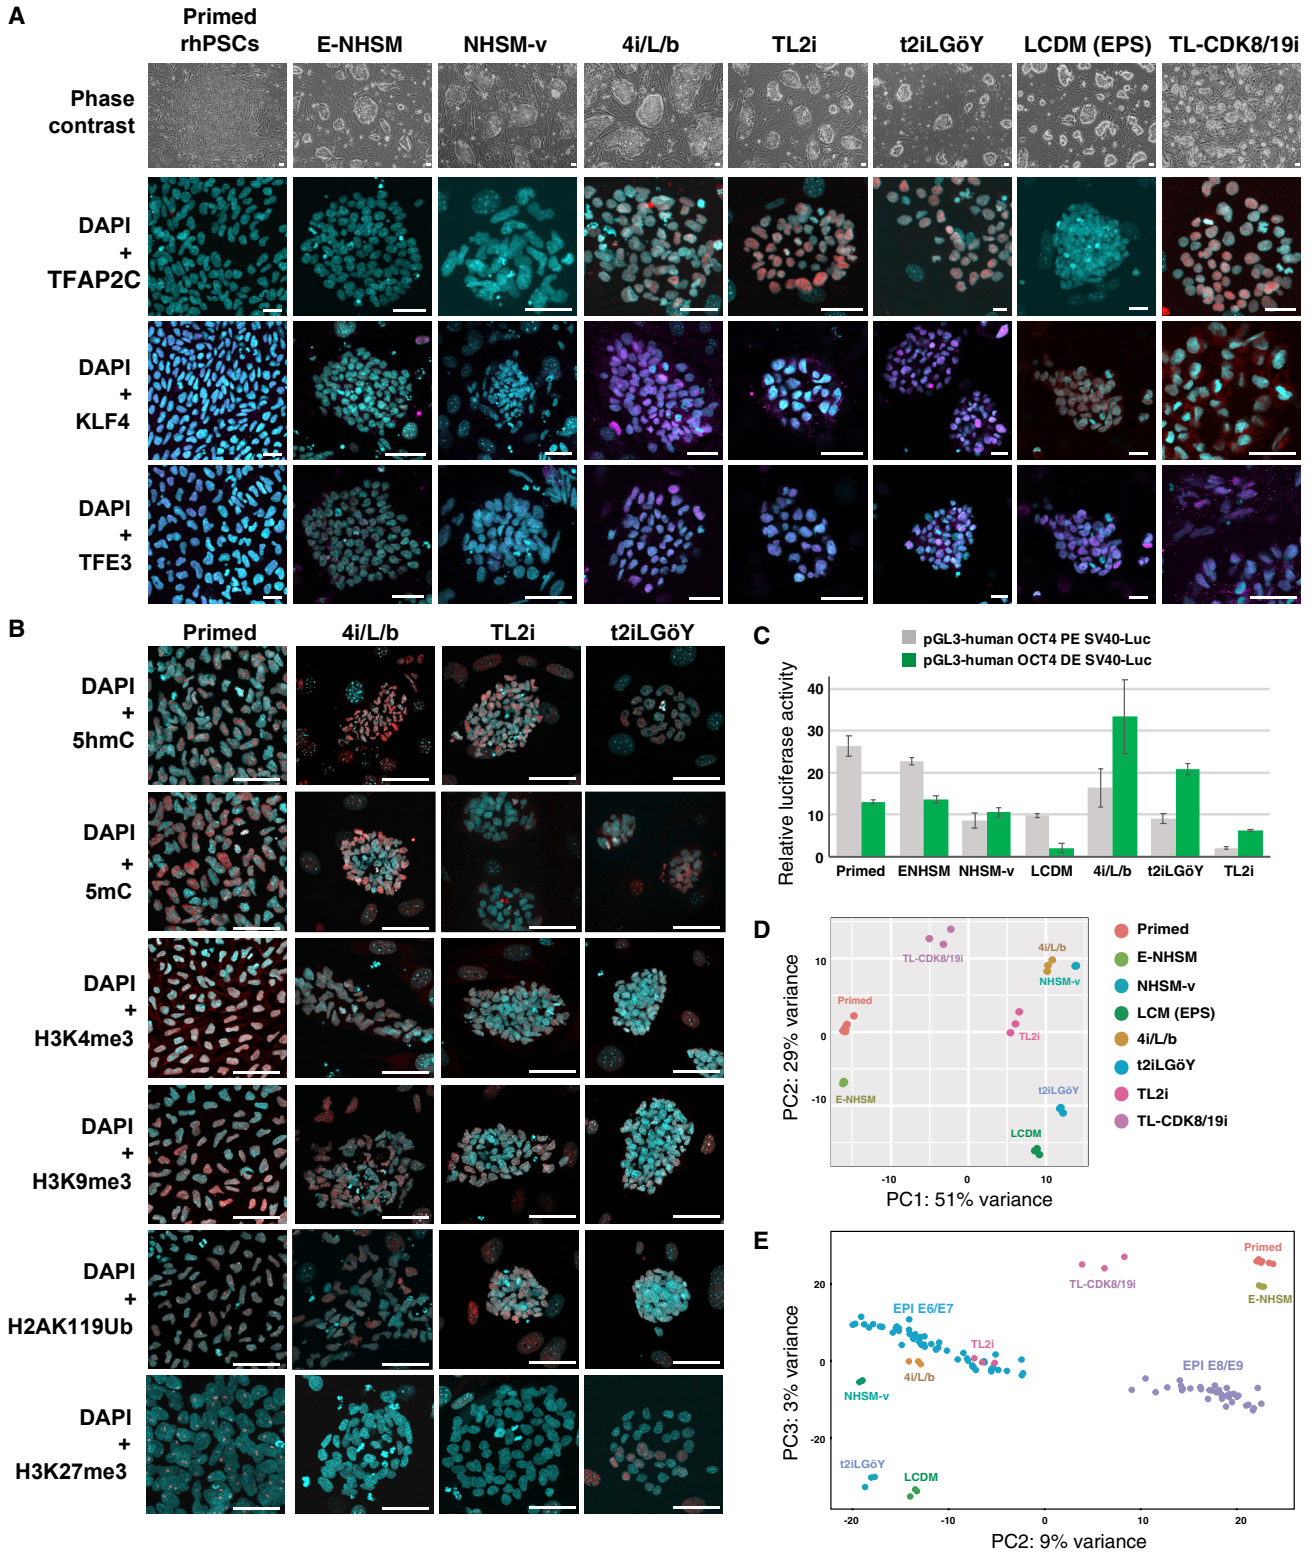 A
Primed
rhPSCs
E-NHSM
NHSM-v
4i/L/b
TL2i
t2iLGöY
LCDM (EPS)
TL-CDK8/19i
Phase
contrast
DAPI
+
TFAP2C
DAPI
+
KLF4
DAPI
+
TFE3
B
Primed
4i/L/b
TL2i
t2iLGöY
DAPI
+
5hmC
DAPI
+
5mC
DAPI
+
H3K4me3
DAPI
+
H3K9me3
DAPI
+
H2AK119Ub
DAPI
+
H3K27me3
C
pGL3-human OCT4 PE SV40-Luc
pGL3-human OCT4 DE SV40-Luc
Relative luciferase activity
40
30
20
10
0
Primed
ENHSM
NHSM-v
LCDM
4i/L/b
t2iLGöY
TL2i
D
PC2: 29% variance
10
0
-10
TL-CDK8/19i
4i/L/b
NHSM-v
Primed
TL2i
E-NHSM
t2iLGöY
LCDM
-10
0
10
PC1: 51% variance
Primed
E-NHSM
NHSM-v
LCM (EPS)
4i/L/b
t2iLGöY
TL2i
TL-CDK8/19i
E
PC3: 3% variance
20
0
-20
Primed
TL-CDK8/19i
E-NHSM
EPI E6/E7
TL2i
4i/L/b
EPI E8/E9
NHSM-v
t2iLGöY
LCDM
-20
-10
0
10
20
PC2: 9% variance